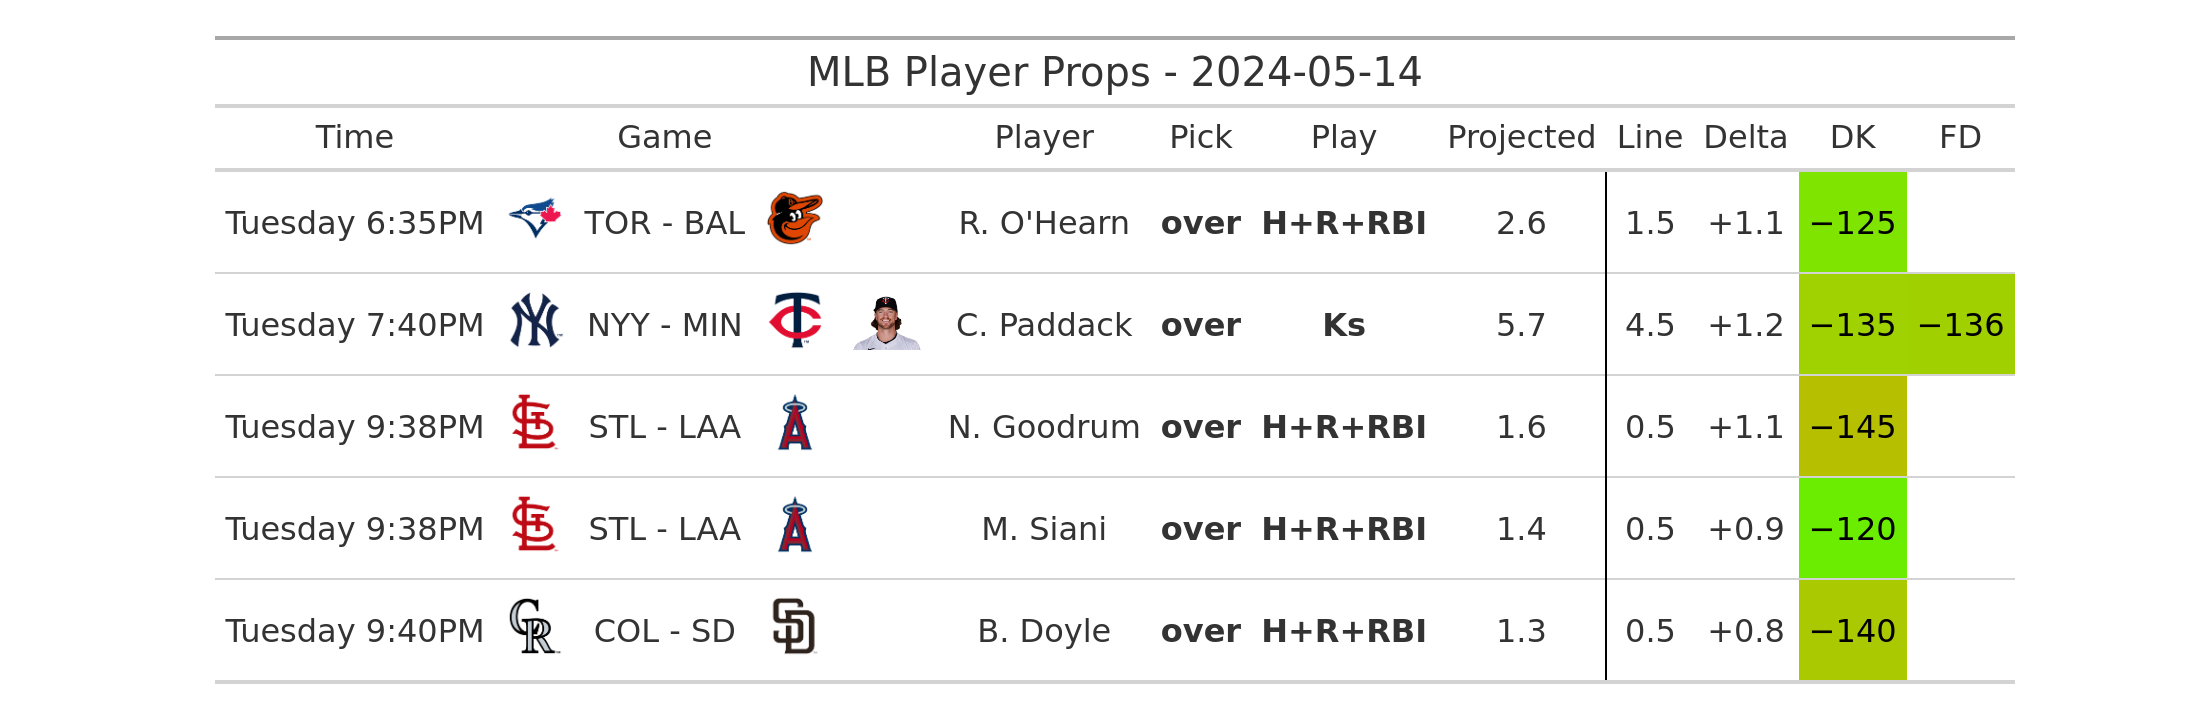 MLB Player Props - 2024-05-14
Time Game Player Pick Play Projected Line Delta DK FD
Tuesday 6:35PM TOR - BAL R. O'Hearn over H+R+RBI 2.6 1.5 +1.1 −125
Tuesday 7:40PM NYY - MIN C. Paddack over Ks 5.7 4.5 +1.2 −135 −136
Tuesday 9:38PM STL - LAA N. Goodrum over H+R+RBI 1.6 0.5 +1.1 −145
Tuesday 9:38PM STL - LAA M. Siani over H+R+RBI 1.4 0.5 +0.9 −120
Tuesday 9:40PM COL - SD B. Doyle over H+R+RBI 1.3 0.5 +0.8 −140